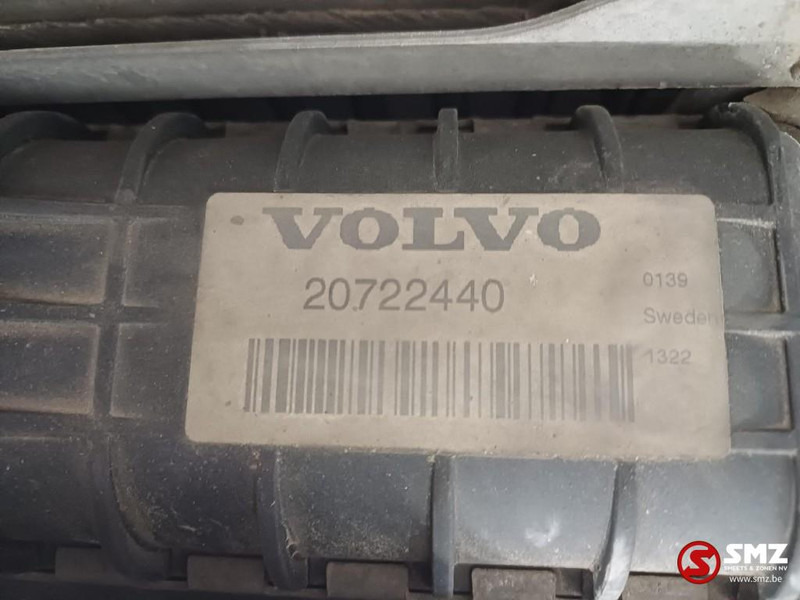 VOLVO
20722440
0139
Sweden
1322
SMZ
SMEETS & ZONEN NV
www.smz.be